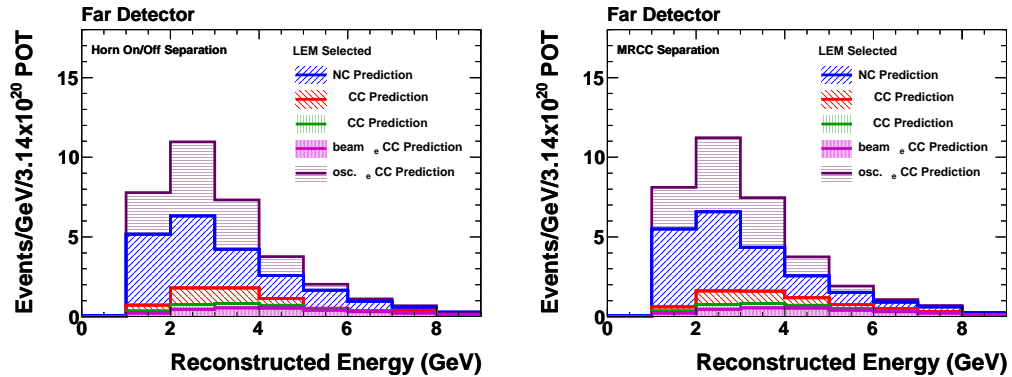 Far Detector
Horn On/Off Separation
LEM Selected
NC Prediction
CC Prediction
CC Prediction
beam e CC Prediction
osc. e CC Prediction
Events/GeV/3.14x10^20 POT
15
10
5
0
0 2 4 6 8
Reconstructed Energy (GeV)
Far Detector
MRCC Separation
LEM Selected
NC Prediction
CC Prediction
CC Prediction
beam e CC Prediction
osc. e CC Prediction
Events/GeV/3.14x10^20 POT
15
10
5
0
0 2 4 6 8
Reconstructed Energy (GeV)